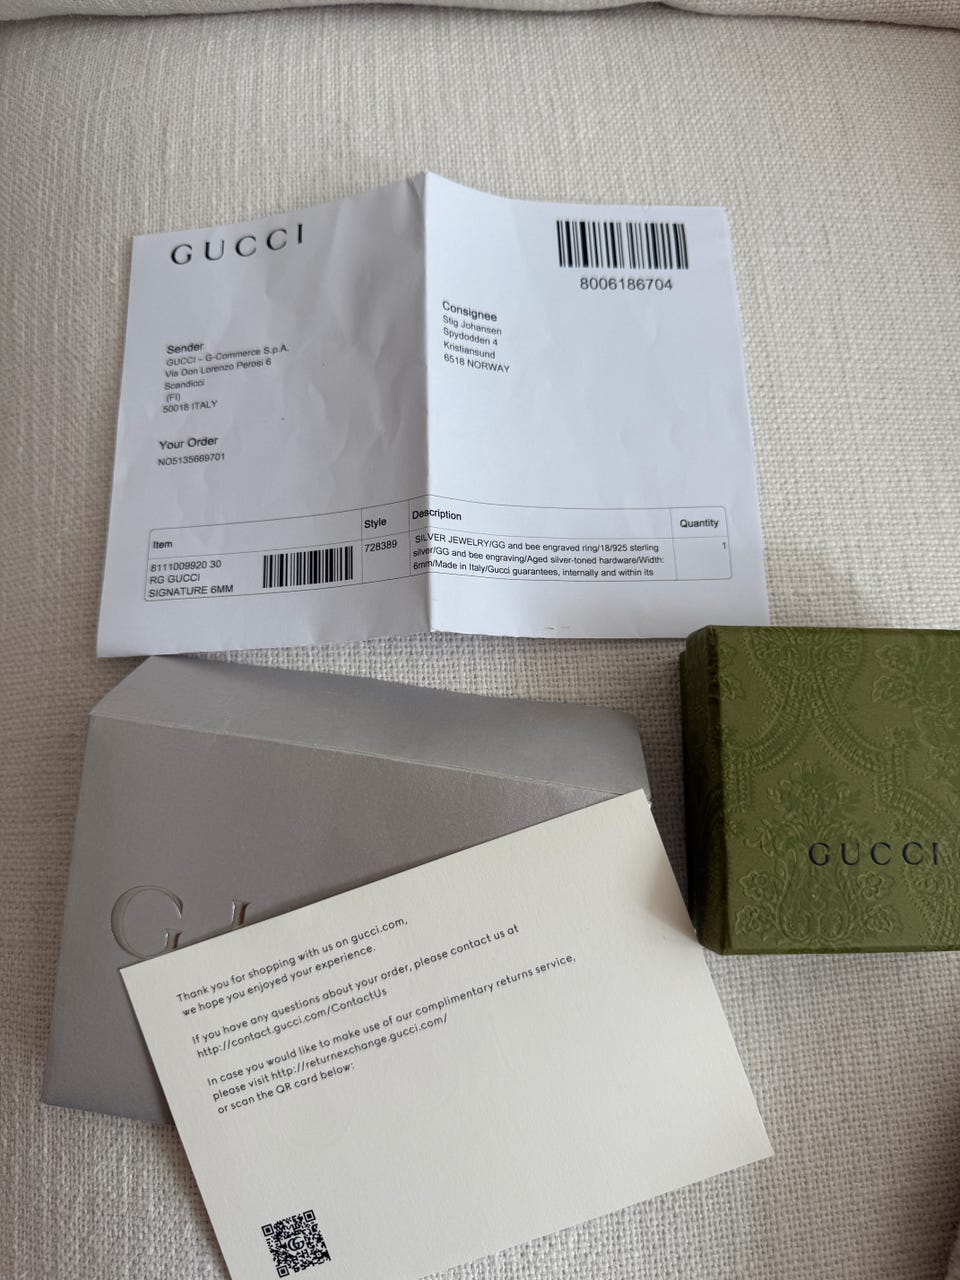 GUCCI
8006186704
Consignee
Stig Johansen
Spydodden 4
Kristiansund
6518 NORWAY
Sender
GUCCI – G-Commerce S.p.A.
Via Don Lorenzo Perosi 6
Scandicci
(FI)
50018 ITALY
Your Order
NO5135669701
Item Style Description Quantity
8111009920 30
RG GUCCI
SIGNATURE 6MM
728389
SILVER JEWELRY/GG and bee engraved ring/18/925 sterling
silver/GG and bee engraving/Aged silver-toned hardware/Width:
6mm/Made in Italy/Gucci guarantees, internally and within its
1
GUCCI
G
Thank you for shopping with us on gucci.com,
we hope you enjoyed your experience.
If you have any questions about your order, please contact us at
http://contact.gucci.com/ContactUs
In case you would like to make use of our complimentary returns service,
please visit http://returnexchange.gucci.com/
or scan the QR card below: